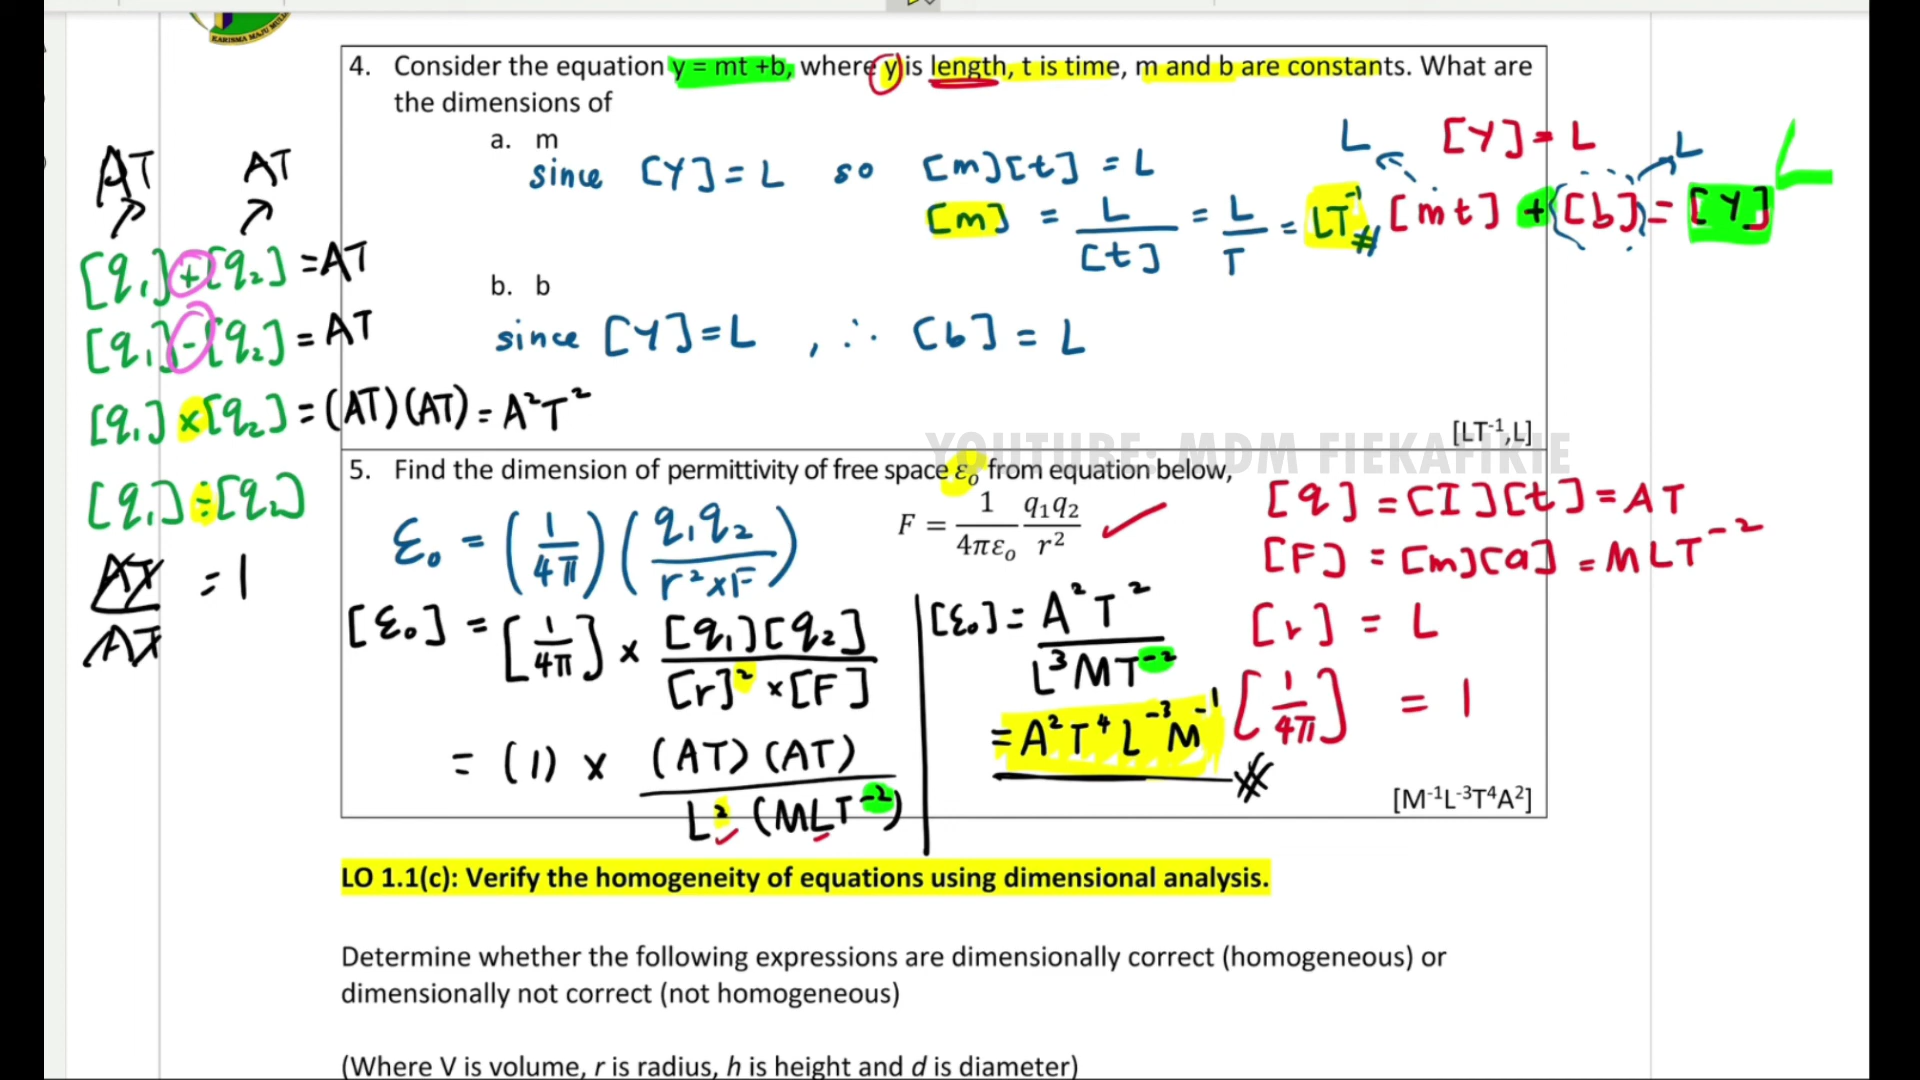 KARISMA MAJU MULIA
4. Consider the equation y = mt +b, where y is length, t is time, m and b are constants. What are
the dimensions of
a. m
since [Y] = L so [m][t] = L
[m] = L/[t] = L/T = LT⁻¹ #
L [Y] = L L
[mt] + [b] = [Y] L
b. b
since [Y] = L , ∴ [b] = L
[LT⁻¹,L]
AT AT
[q₁] + [q₂] = AT
[q₁] - [q₂] = AT
[q₁] x [q₂] = (AT)(AT) = A²T²
[q₁] ÷ [q₂]
AT/AT = 1
YOUTUBE: MDM FIEKAFIKIE
5. Find the dimension of permittivity of free space ε₀ from equation below,
F = 1/4πε₀ q₁q₂/r²
ε₀ = (1/4π) (q₁q₂/r² x F)
[ε₀] = [1/4π] x [q₁][q₂]/[r]² x [F]
= (1) x (AT)(AT)/L²(MLT⁻²)
[ε₀] = A²T²/L³MT⁻²
= A²T⁴L⁻³M⁻¹ #
[q] = [I][t] = AT
[F] = [m][a] = MLT⁻²
[r] = L
[1/4π] = 1
[M⁻¹L⁻³T⁴A²]
LO 1.1(c): Verify the homogeneity of equations using dimensional analysis.
Determine whether the following expressions are dimensionally correct (homogeneous) or
dimensionally not correct (not homogeneous)
(Where V is volume, r is radius, h is height and d is diameter)